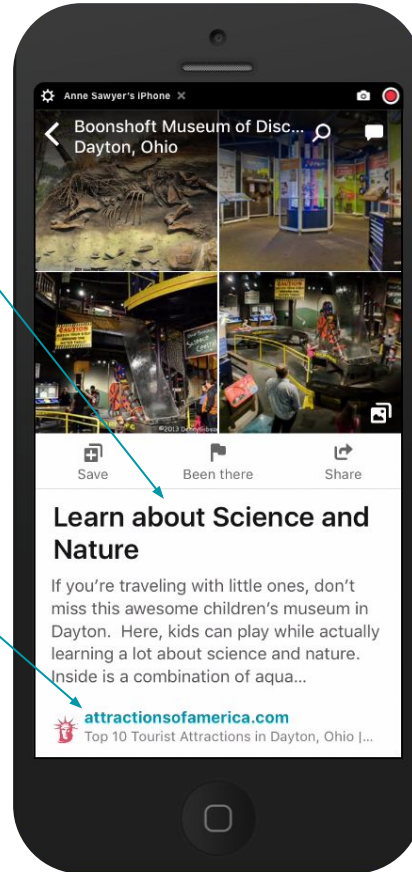 Anne Sawyer's iPhone ×
Boonshoft Museum of Disc...
Dayton, Ohio
CAUTION
CAUTION
©2013
Save
Been there
Share
Learn about Science and
Nature
If you're traveling with little ones, don't
miss this awesome children's museum in
Dayton. Here, kids can play while actually
learning a lot about science and nature.
Inside is a combination of aqua...
attractionsofamerica.com
Top 10 Tourist Attractions in Dayton, Ohio |...